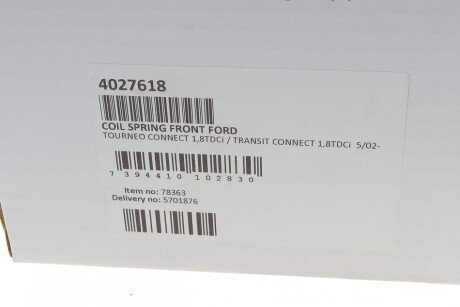 4027618
COIL SPRING FRONT FORD
TOURNEO CONNECT 1,8TDCi / TRANSIT CONNECT 1,8TDCi 5/02-
7 394410 102830
Item no: 78363
Delivery no: 5701876